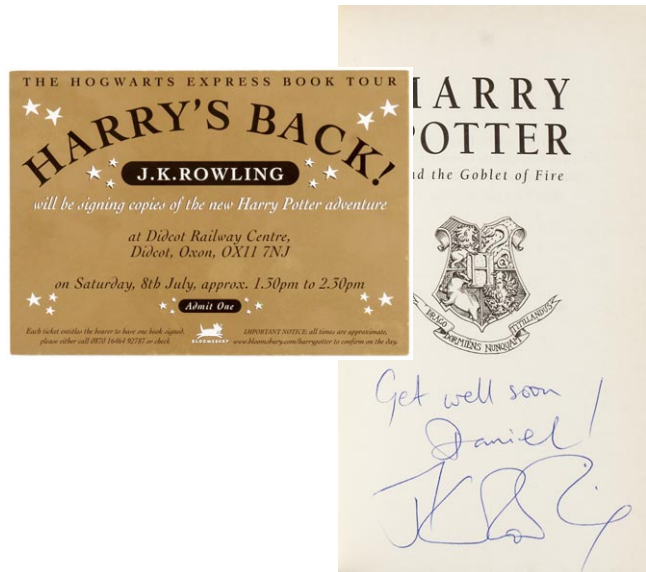 THE HOGWARTS EXPRESS BOOK TOUR
HARRY'S BACK!
J.K.ROWLING
will be signing copies of the new Harry Potter adventure
at Didcot Railway Centre,
Didcot, Oxon, OX11 7NJ
on Saturday, 8th July, approx. 1.30pm to 2.30pm
Admit One
Each ticket entitles the bearer to have one book signed,
please either call 0870 16464 92787 or check
BLOOMSBURY
IMPORTANT NOTICE: all times are approximate,
www.bloomsbury.com/harrypotter to confirm on the day.
ARRY
POTTER
d the Goblet of Fire
DRACO DORMIENS NUNQUAM TITILLANDUS
Get well soon
Daniel!
JK Rowling